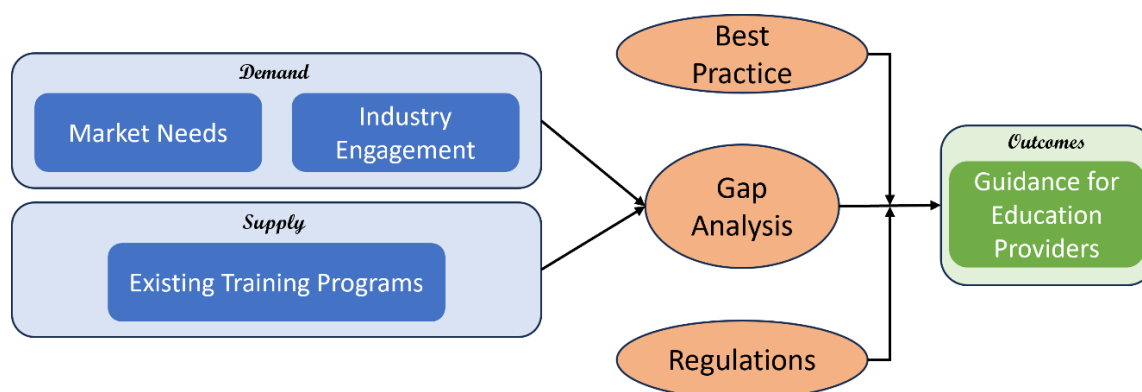 Demand
Market Needs
Industry
Engagement
Supply
Existing Training Programs
Best
Practice
Gap
Analysis
Regulations
Outcomes
Guidance for
Education
Providers